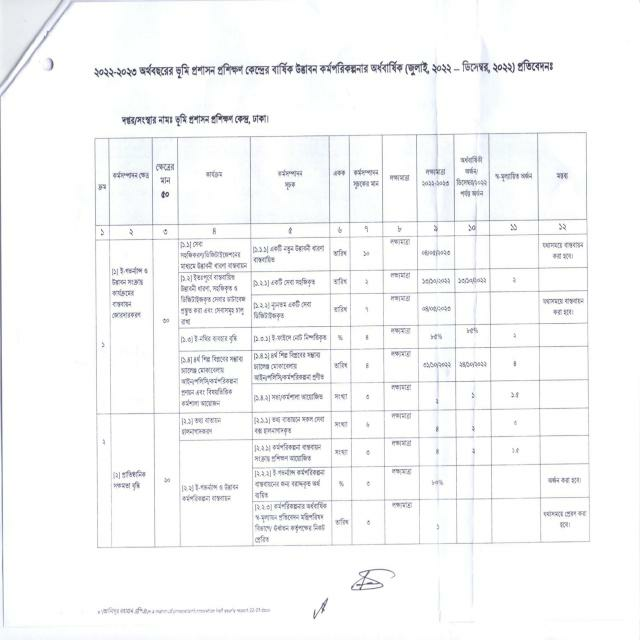 ২০২২-২০২৩ অর্থবছরের ভূমি প্রশাসন প্রশিক্ষণ কেন্দ্রের বার্ষিক উদ্ভাবন কর্মপরিকল্পনার অর্ধবার্ষিক (জুলাই, ২০২২ – ডিসেম্বর, ২০২২) প্রতিবেদনঃ
দপ্তর/সংস্থার নামঃ ভূমি প্রশাসন প্রশিক্ষণ কেন্দ্র, ঢাকা।
ক্রম কর্মসম্পাদন ক্ষেত্র ক্ষেত্রের মান ৫০ কার্যক্রম কর্মসম্পাদন সূচক একক কর্মসম্পাদন সূচকের মান লক্ষ্যমাত্রা লক্ষ্যমাত্রা ২০২২-২০২৩ অর্ধবার্ষিকী অর্জন/ ডিসেম্বর/২০২২ পর্যন্ত অর্জন স্ব-মূল্যায়িত অর্জন মন্তব্য
১ ২ ৩ ৪ ৫ ৬ ৭ ৮ ৯ ১০ ১১ ১২
১
[১] ই-গভর্ন্যান্স ও
উদ্ভাবন সংক্রান্ত
কার্যক্রমের
বাস্তবায়ন
জোরদারকরণ
৩০
[১.১] সেবা
সহজিকরণ/ডিজিটাইজেশনের
মাধ্যমে উদ্ভাবনী ধারণা বাস্তবায়ন
[১.১.১] একটি নতুন উদ্ভাবনী ধারণা
বাস্তবায়িত
তারিখ ১০ লক্ষ্যমাত্রা ০৪/০৫/২০২৩
যথাসময়ে বাস্তবায়ন
করা হবে।
[১.২] ইতঃপূর্বে বাস্তবায়িত
উদ্ভাবনী ধারণা, সহজিকৃত ও
ডিজিটাইজকৃত সেবার ডাটাবেজ
প্রস্তুত করা এবং সেবাসমূহ চালু
রাখা
[১.২.১] একটি সেবা সহজিকৃত
তারিখ ২ লক্ষ্যমাত্রা ১৩/১০/২০২২ ১৩/১০/২০২২ ২
[১.২.২] ন্যূনতম একটি সেবা
ডিজিটাইজকৃত
তারিখ ৭ লক্ষ্যমাত্রা ০৪/০৫/২০২৩
যথাসময়ে বাস্তবায়ন
করা হবে।
[১.৩] ই-নথির ব্যবহার বৃদ্ধি
[১.৩.১] ই-ফাইলে নোট নিষ্পত্তিকৃত
% ৪ লক্ষ্যমাত্রা ৮৫% ৮৫% ২
[১.৪] ৪র্থ শিল্প বিপ্লবের সম্ভাব্য
চ্যালেঞ্জ মোকাবেলায়
আইন/পলিসি/কর্মপরিকল্পনা
প্রণয়ন এবং বিষয়ভিত্তিক
কর্মশালা আয়োজন
[১.৪.১] ৪র্থ শিল্প বিপ্লবের সম্ভাব্য
চ্যালেঞ্জ মোকাবেলায়
আইন/পলিসি/কর্মপরিকল্পনা প্রণীত
তারিখ ৪ লক্ষ্যমাত্রা ৩১/১০/২০২২ ২৪/১০/২০২২ ৪
[১.৪.২] সভা/কর্মশালা আয়োজিত
সংখ্যা ৩ লক্ষ্যমাত্রা ২ ১ ১.৫
২
[২] প্রাতিষ্ঠানিক
সক্ষমতা বৃদ্ধি
২০
[২.১] তথ্য বাতায়ন
হালনাগাদকরণ
[২.১.১] তথ্য বাতায়নে সকল সেবা
বক্স হালনাগাদকৃত
সংখ্যা ৬ লক্ষ্যমাত্রা ৪ ২ ৩
[২.২] ই-গভর্ন্যান্স ও উদ্ভাবন
কর্মপরিকল্পনা বাস্তবায়ন
[২.২.১] কর্মপরিকল্পনা বাস্তবায়ন
সংক্রান্ত প্রশিক্ষণ আয়োজিত
সংখ্যা ৩ লক্ষ্যমাত্রা ৪ ২ ১.৫
[২.২.২] ই-গভর্ন্যান্স কর্মপরিকল্পনা
বাস্তবায়নের জন্য বরাদ্দকৃত অর্থ
ব্যয়িত
% ৩ লক্ষ্যমাত্রা ৮০%
অর্জন করা হবে।
[২.২.৩] কর্মপরিকল্পনার অর্ধবার্ষিক
স্ব-মূল্যায়ন প্রতিবেদন মন্ত্রিপরিষদ
বিভাগে/ ঊর্ধ্বতন কর্তৃপক্ষের নিকট
প্রেরিত
তারিখ ৩ লক্ষ্যমাত্রা ১
যথাসময়ে প্রেরণ করা
হবে।